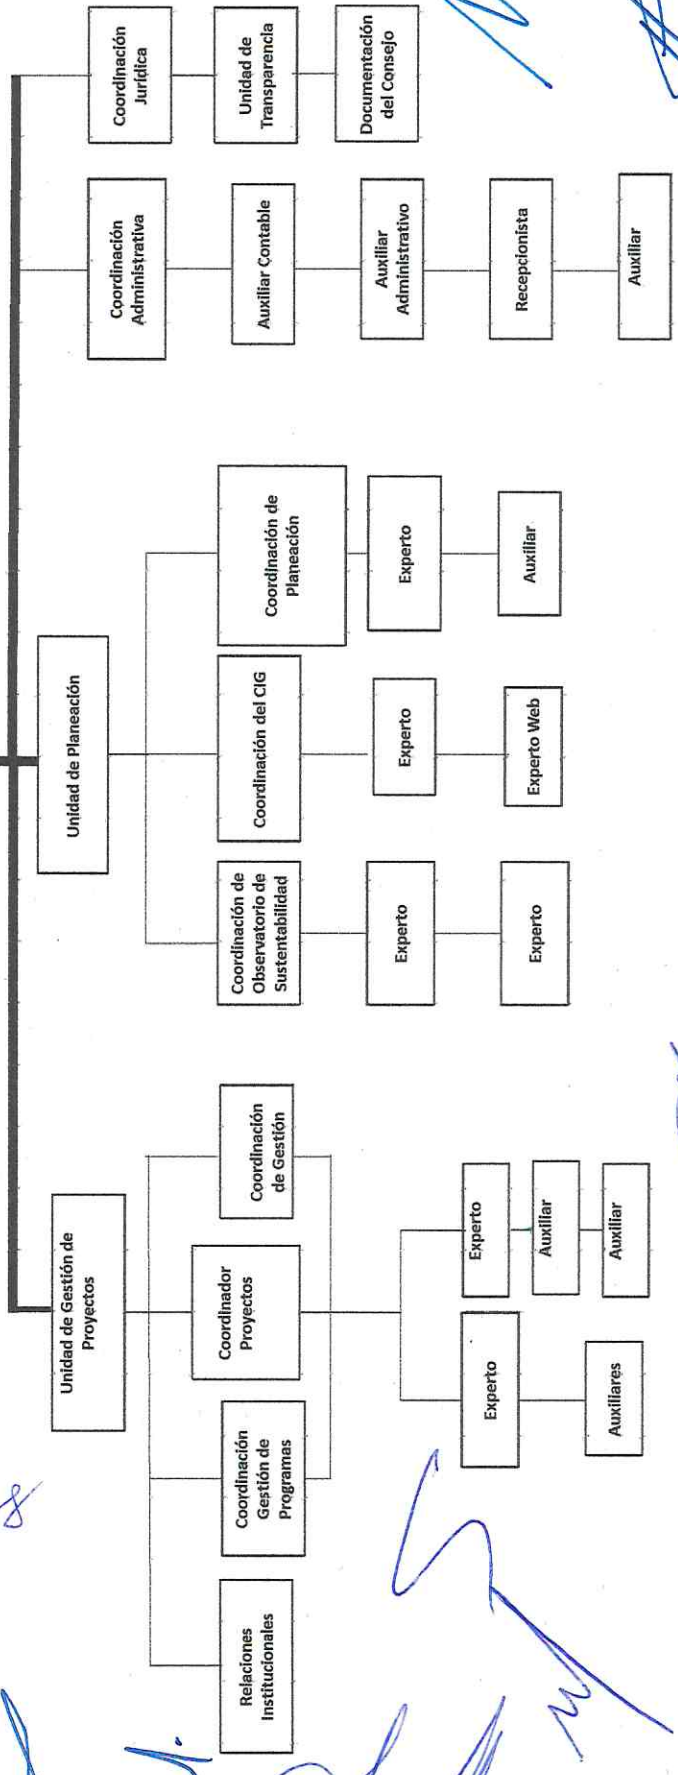 Unidad de Gestión de
Proyectos
Relaciones
Institucionales
Coordinación
Gestión de
Programas
Coordinador
Proyectos
Coordinación
de Gestión
Experto
Auxiliares
Experto
Auxiliar
Auxiliar
Unidad de Planeación
Coordinación de
Observatorio de
Sustentabilidad
Experto
Experto
Coordinación del CIG
Experto
Experto Web
Coordinación de
Planeación
Experto
Auxiliar
Coordinación
Administrativa
Auxiliar Contable
Auxiliar
Administrativo
Recepcionista
Auxiliar
Coordinación
Jurídica
Unidad de
Transparencia
Documentación
del Consejo